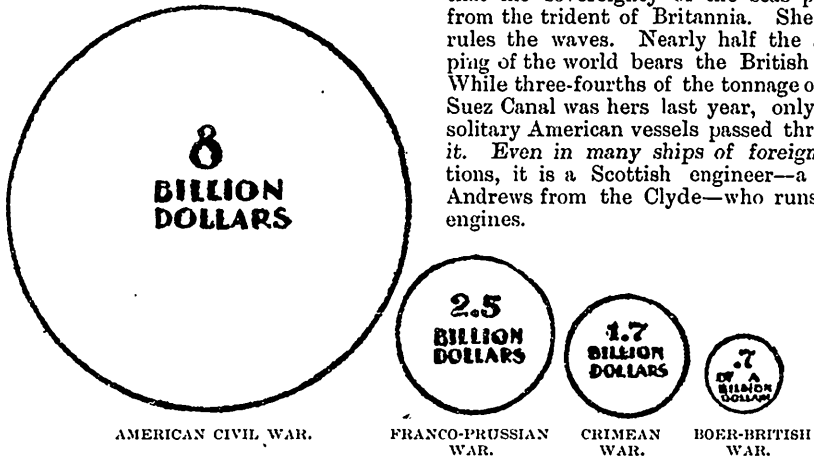 from the trident of Britannia. She
rules the waves. Nearly half the
ping of the world bears the British
While three-fourths of the tonnage
Suez Canal was hers last year, only
solitary American vessels passed
it. Even in many ships of foreign
tions, it is a Scottish engineer—a
Andrews from the Clyde—who runs
engines.
8
BILLION
DOLLARS
2.5
BILLION
DOLLARS
1.7
BILLION
DOLLARS
.7
OF A
BILLION
DOLLARS
AMERICAN CIVIL WAR.
FRANCO-PRUSSIAN
WAR.
CRIMEAN
WAR.
BOER-BRITISH
WAR.